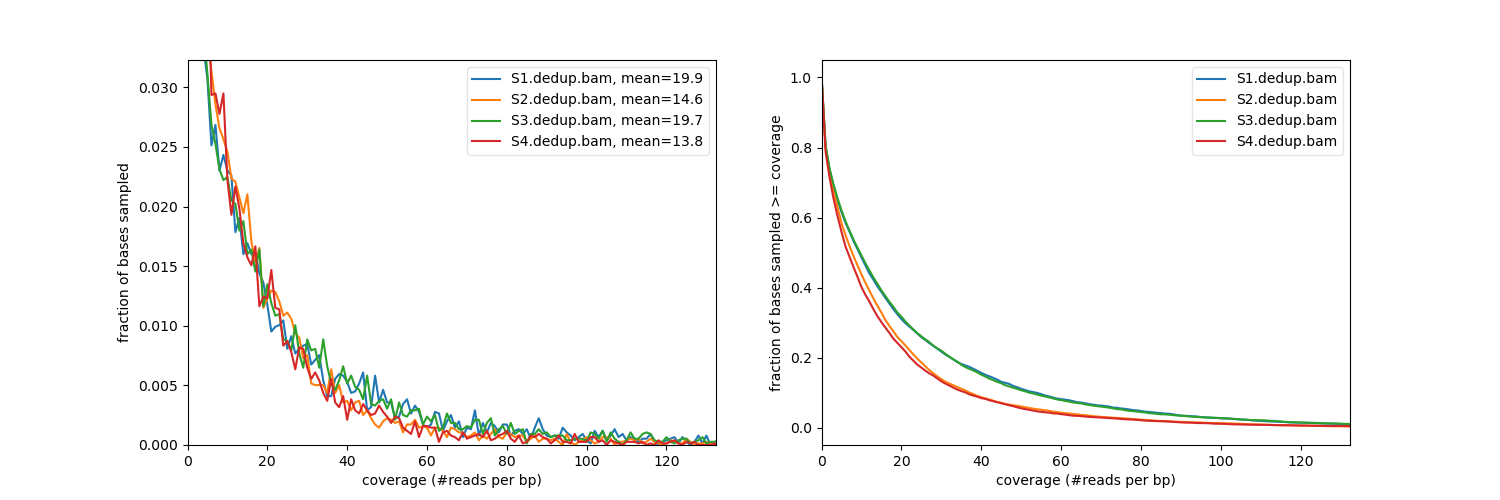 fraction of bases sampled
0.030
0.025
0.020
0.015
0.010
0.005
0.000
0 20 40 60 80 100 120
coverage (#reads per bp)
S1.dedup.bam, mean=19.9
S2.dedup.bam, mean=14.6
S3.dedup.bam, mean=19.7
S4.dedup.bam, mean=13.8
fraction of bases sampled >= coverage
1.0
0.8
0.6
0.4
0.2
0.0
0 20 40 60 80 100 120
coverage (#reads per bp)
S1.dedup.bam
S2.dedup.bam
S3.dedup.bam
S4.dedup.bam